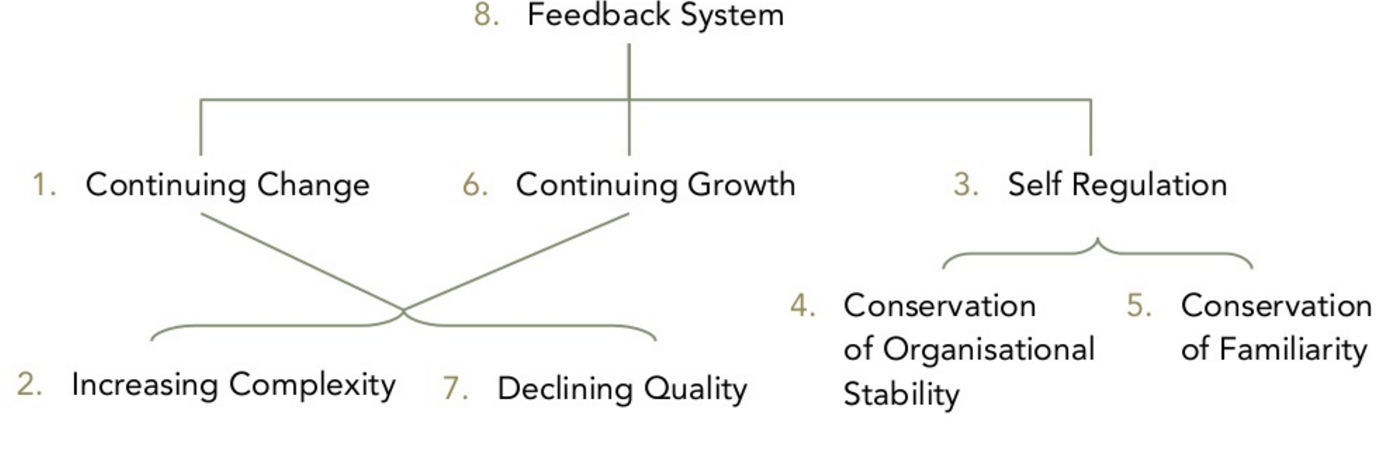 8. Feedback System
1. Continuing Change
6. Continuing Growth
3. Self Regulation
4. Conservation
of Organisational
Stability
5. Conservation
of Familiarity
2. Increasing Complexity
7. Declining Quality